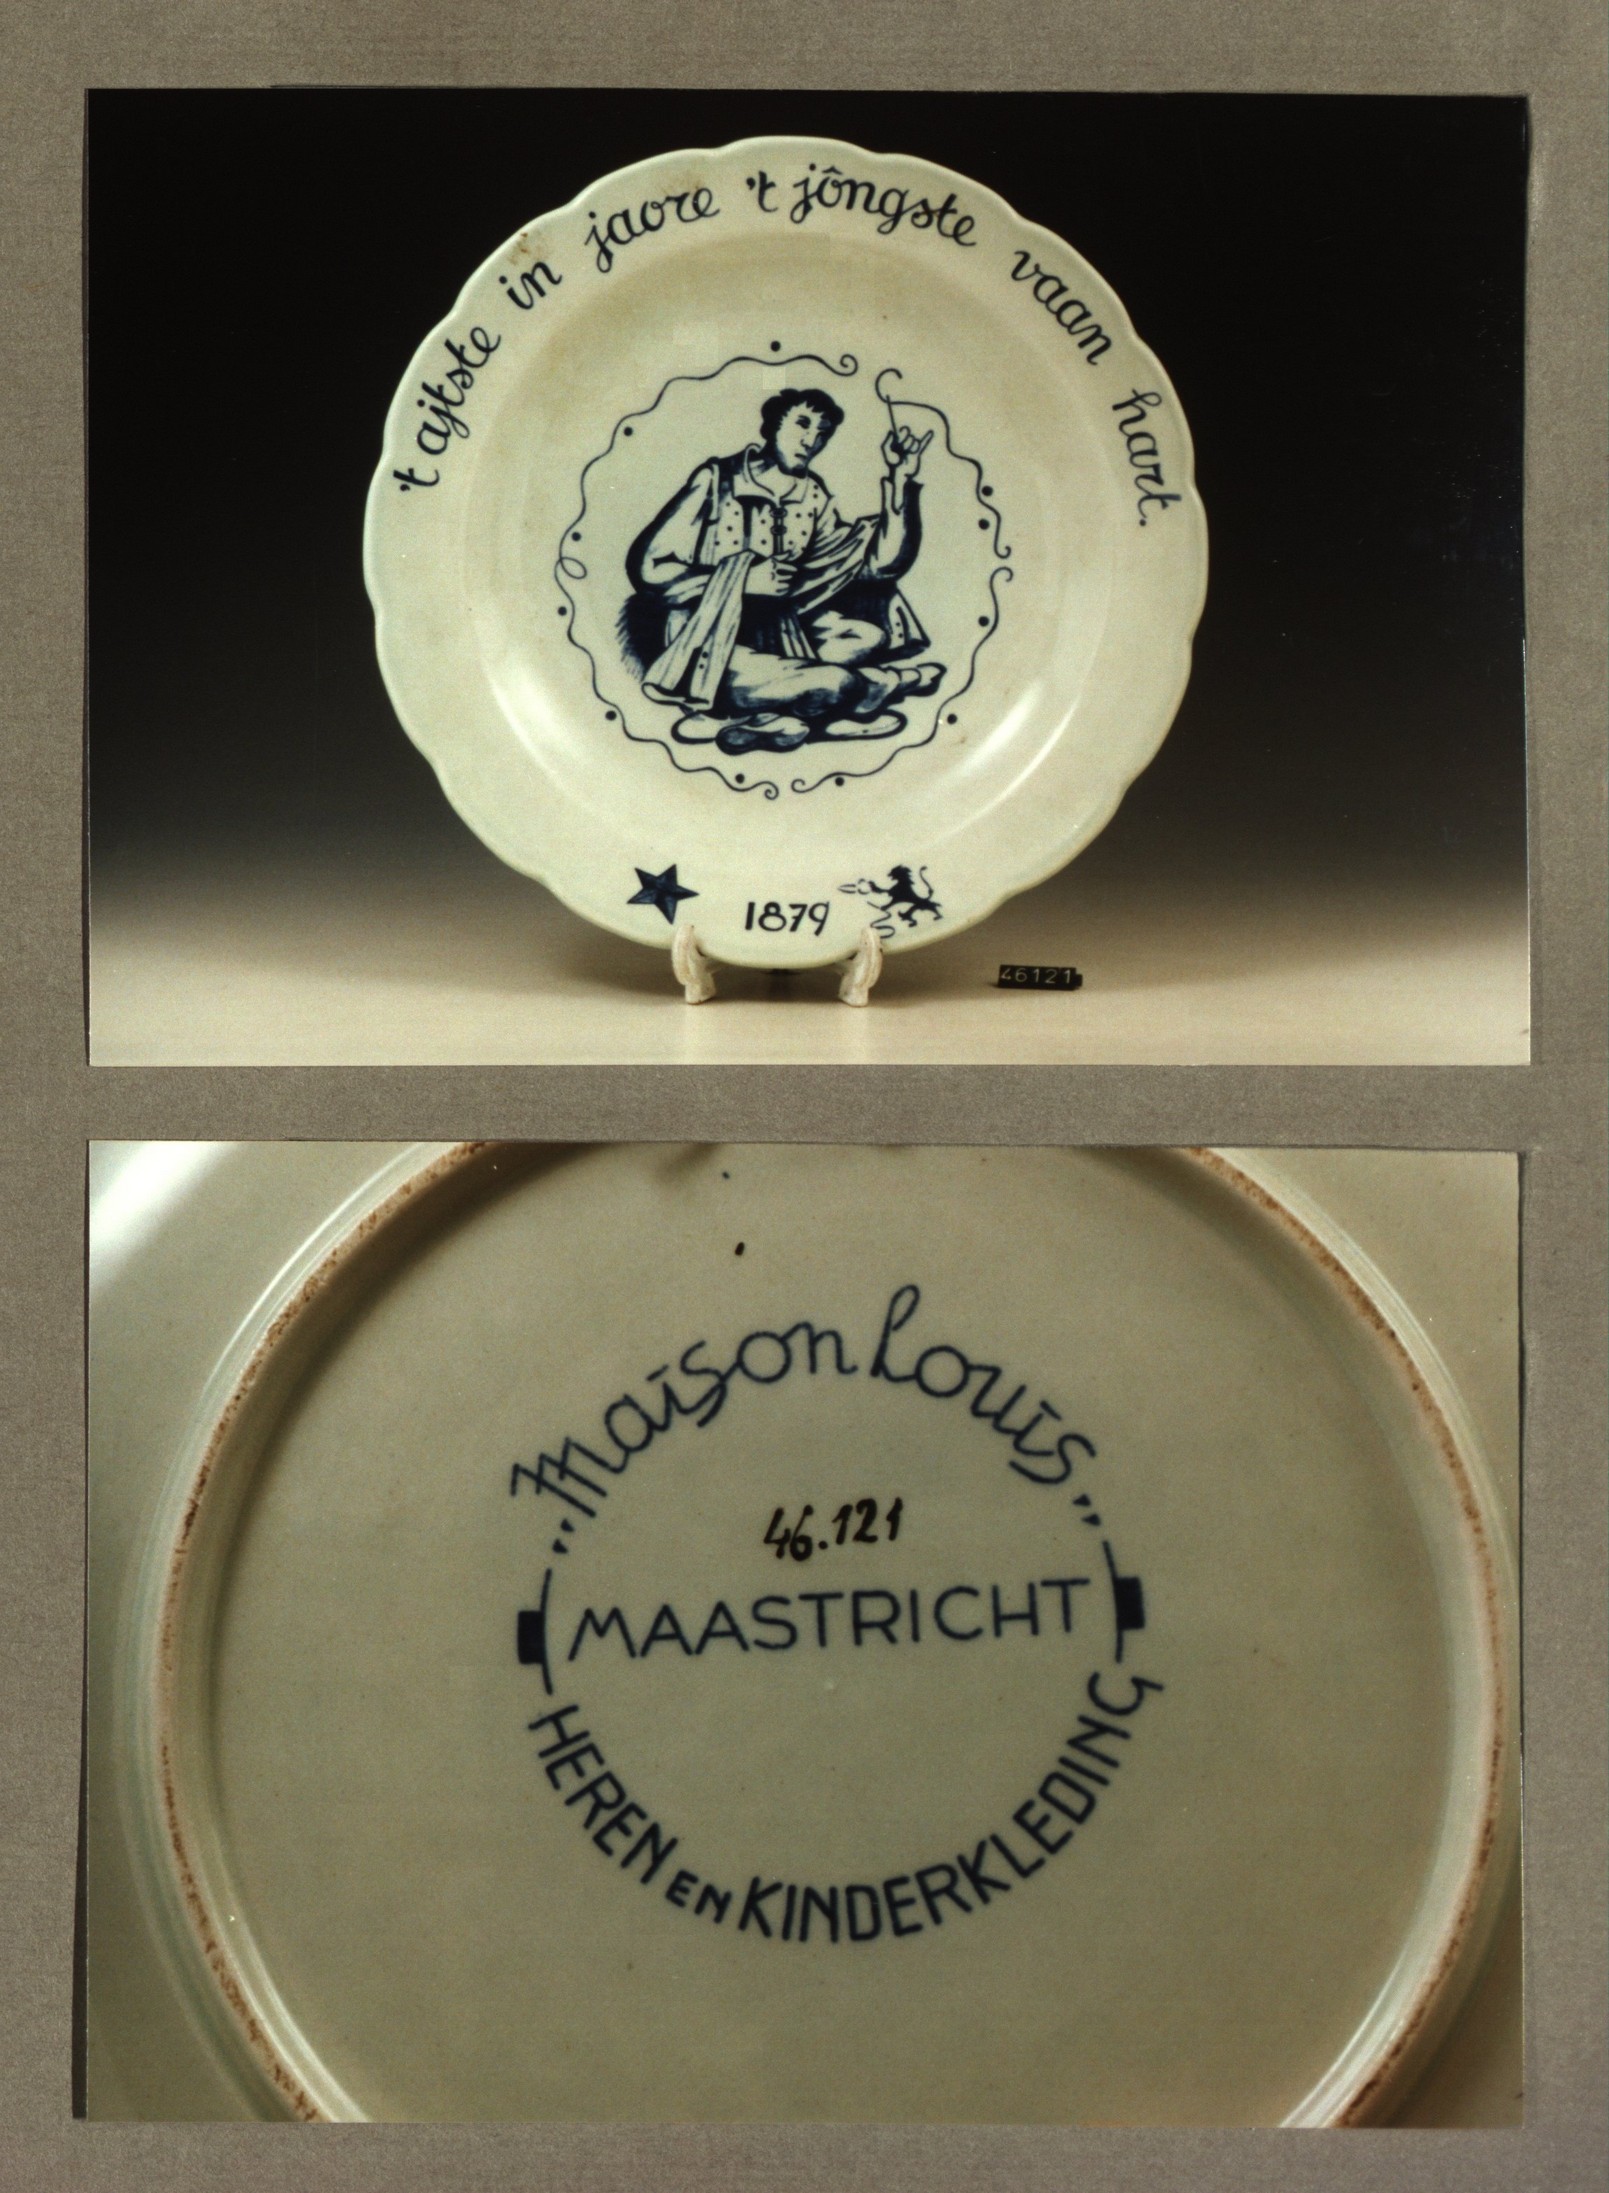 't ajtste in jaore 't jôngste vaan hart.
1879
46121
"Maison Louis"
46.121
MAASTRICHT
HEREN EN KINDERKLEDING